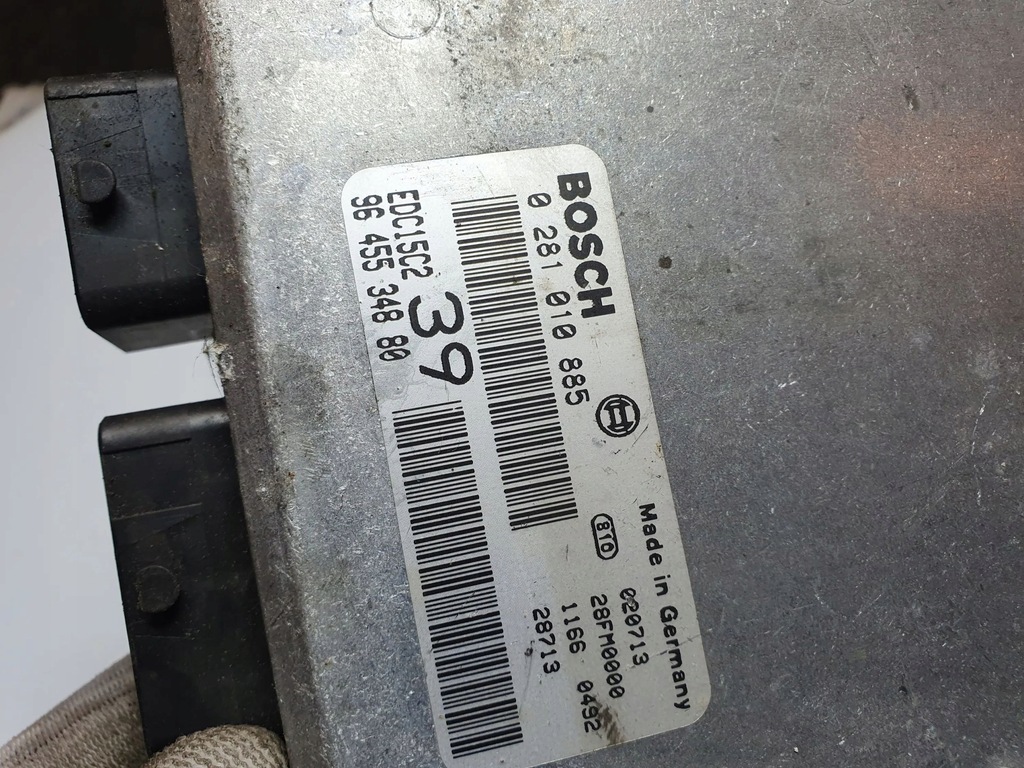 BOSCH
0 281 010 885
Made in Germany
8TO
020713
28FM0000
1166 0492
28713
39
EDC15C2
96 455 348 80